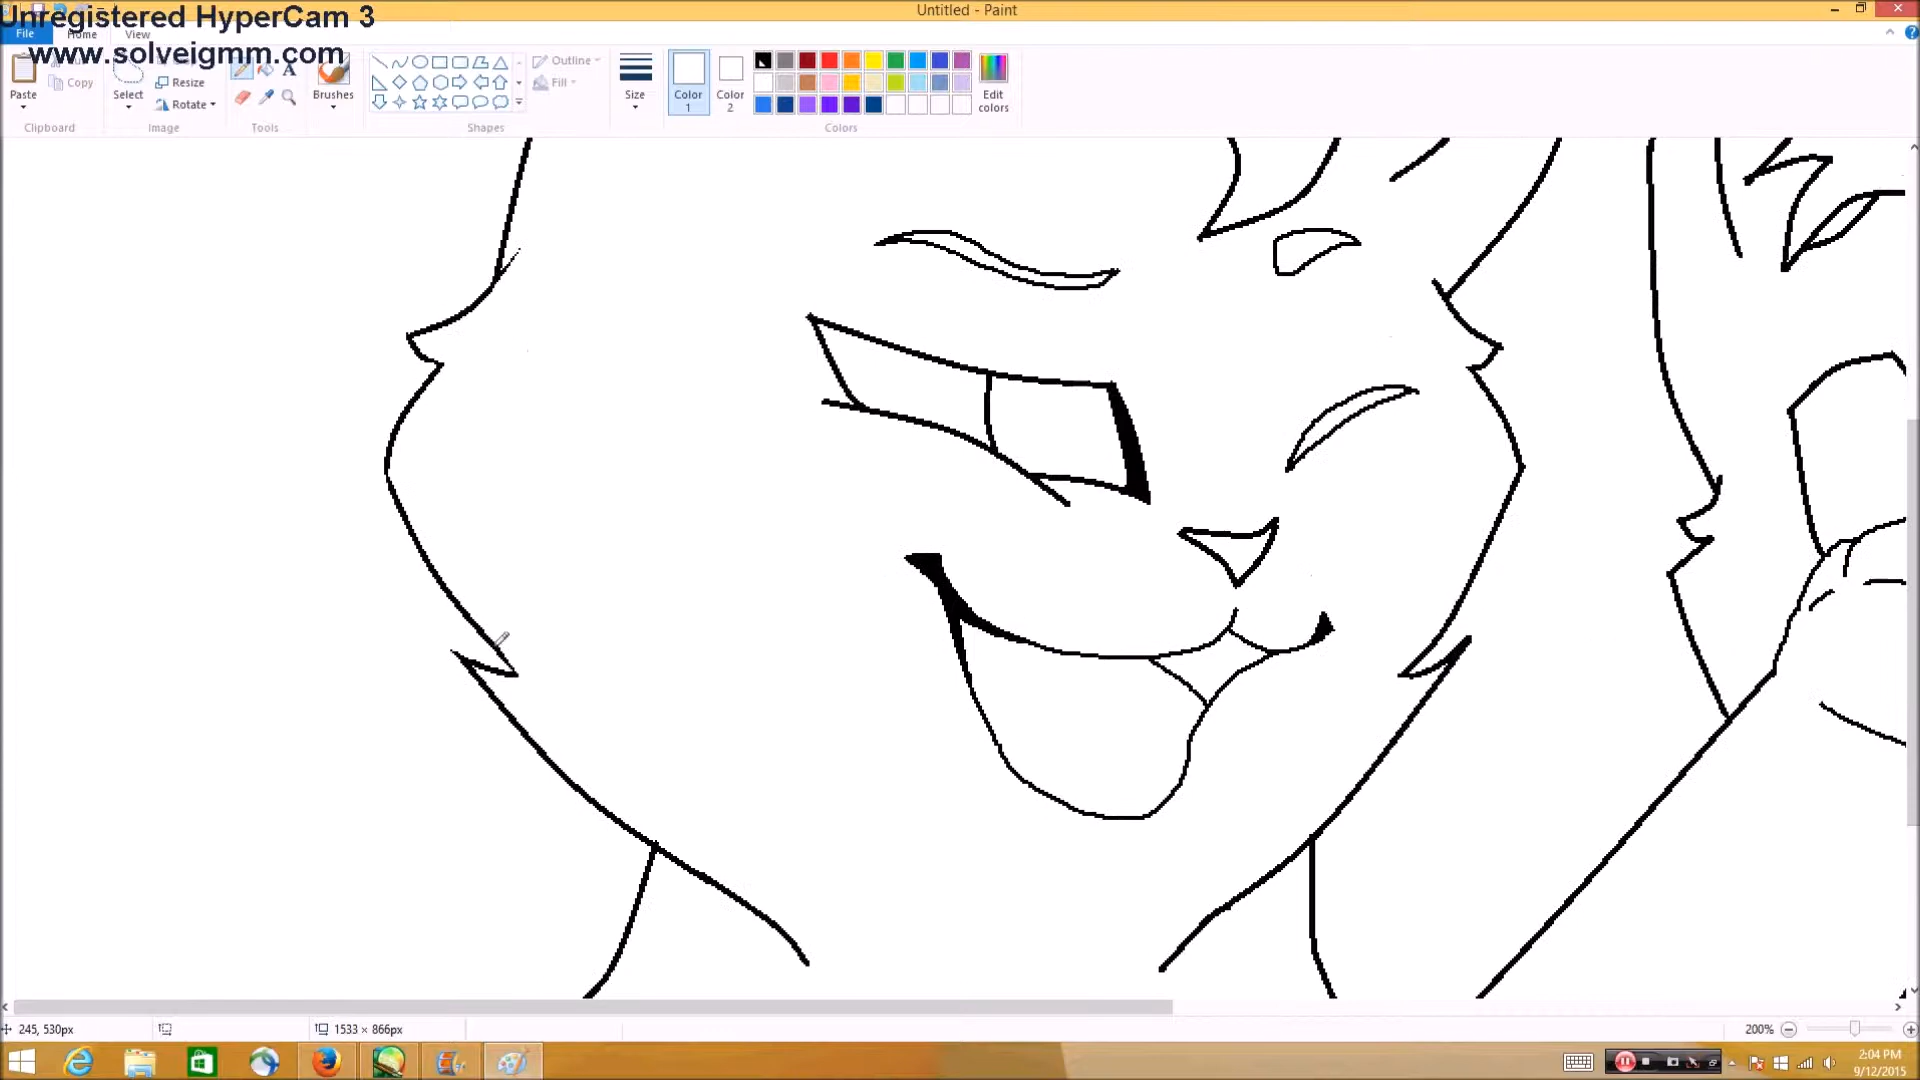 Untitled - Paint
Unregistered HyperCam 3
www.solveigmm.com
File
Home
View
Paste
Copy
Clipboard
Select
Resize
Rotate
Image
A
Tools
Brushes
Shapes
Outline
Fill
Size
Color 1
Color 2
Edit colors
Colors
245, 530px
1533 × 866px
200%
2:04 PM
9/12/2015